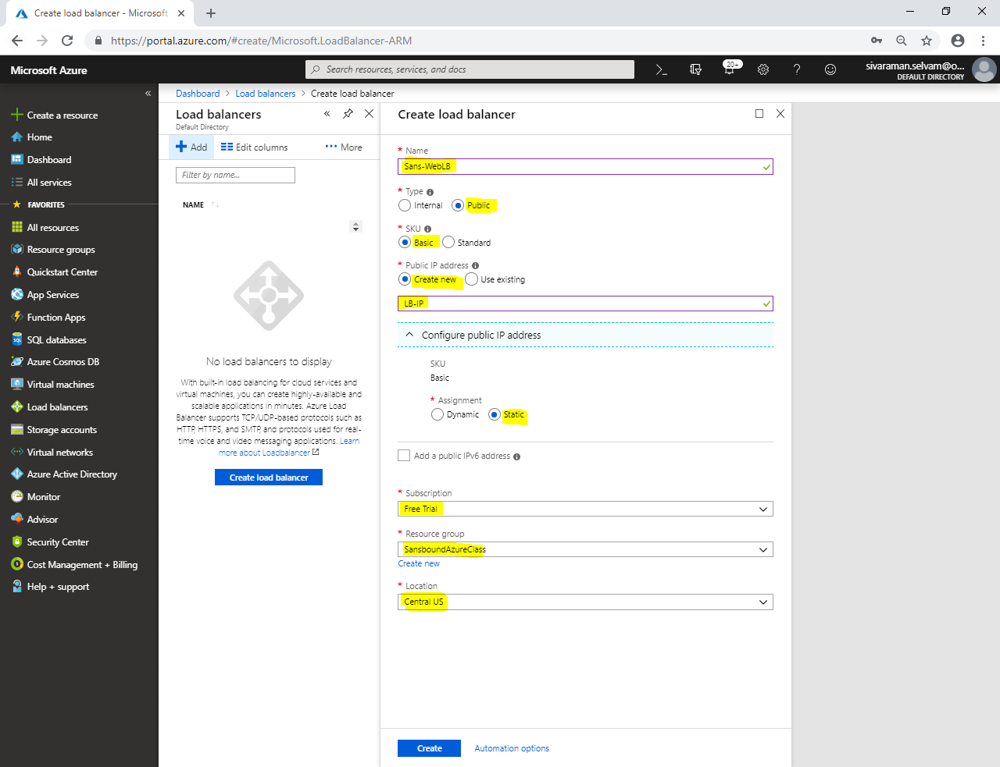 Create load balancer - Microsoft
https://portal.azure.com/#create/Microsoft.LoadBalancer-ARM
Microsoft Azure
Search resources, services, and docs
20+
sivaraman.selvam@o...
DEFAULT DIRECTORY
Create a resource
Home
Dashboard
All services
FAVORITES
All resources
Resource groups
Quickstart Center
App Services
Function Apps
SQL databases
Azure Cosmos DB
Virtual machines
Load balancers
Storage accounts
Virtual networks
Azure Active Directory
Monitor
Advisor
Security Center
Cost Management + Billing
Help + support
Dashboard > Load balancers > Create load balancer
Load balancers
Default Directory
Add Edit columns ... More
Filter by name...
NAME
No load balancers to display
With built-in load balancing for cloud services and
virtual machines, you can create highly-available and
scalable applications in minutes. Azure Load
Balancer supports TCP/UDP-based protocols such as
HTTP, HTTPS, and SMTP, and protocols used for real-
time voice and video messaging applications. Learn
more about Loadbalancer
Create load balancer
Create load balancer
* Name
Sans-WebLB
* Type
Internal Public
* SKU
Basic Standard
* Public IP address
Create new Use existing
LB-IP
Configure public IP address
SKU
Basic
* Assignment
Dynamic Static
Add a public IPv6 address
* Subscription
Free Trial
* Resource group
SansboundAzureClass
Create new
* Location
Central US
Create Automation options